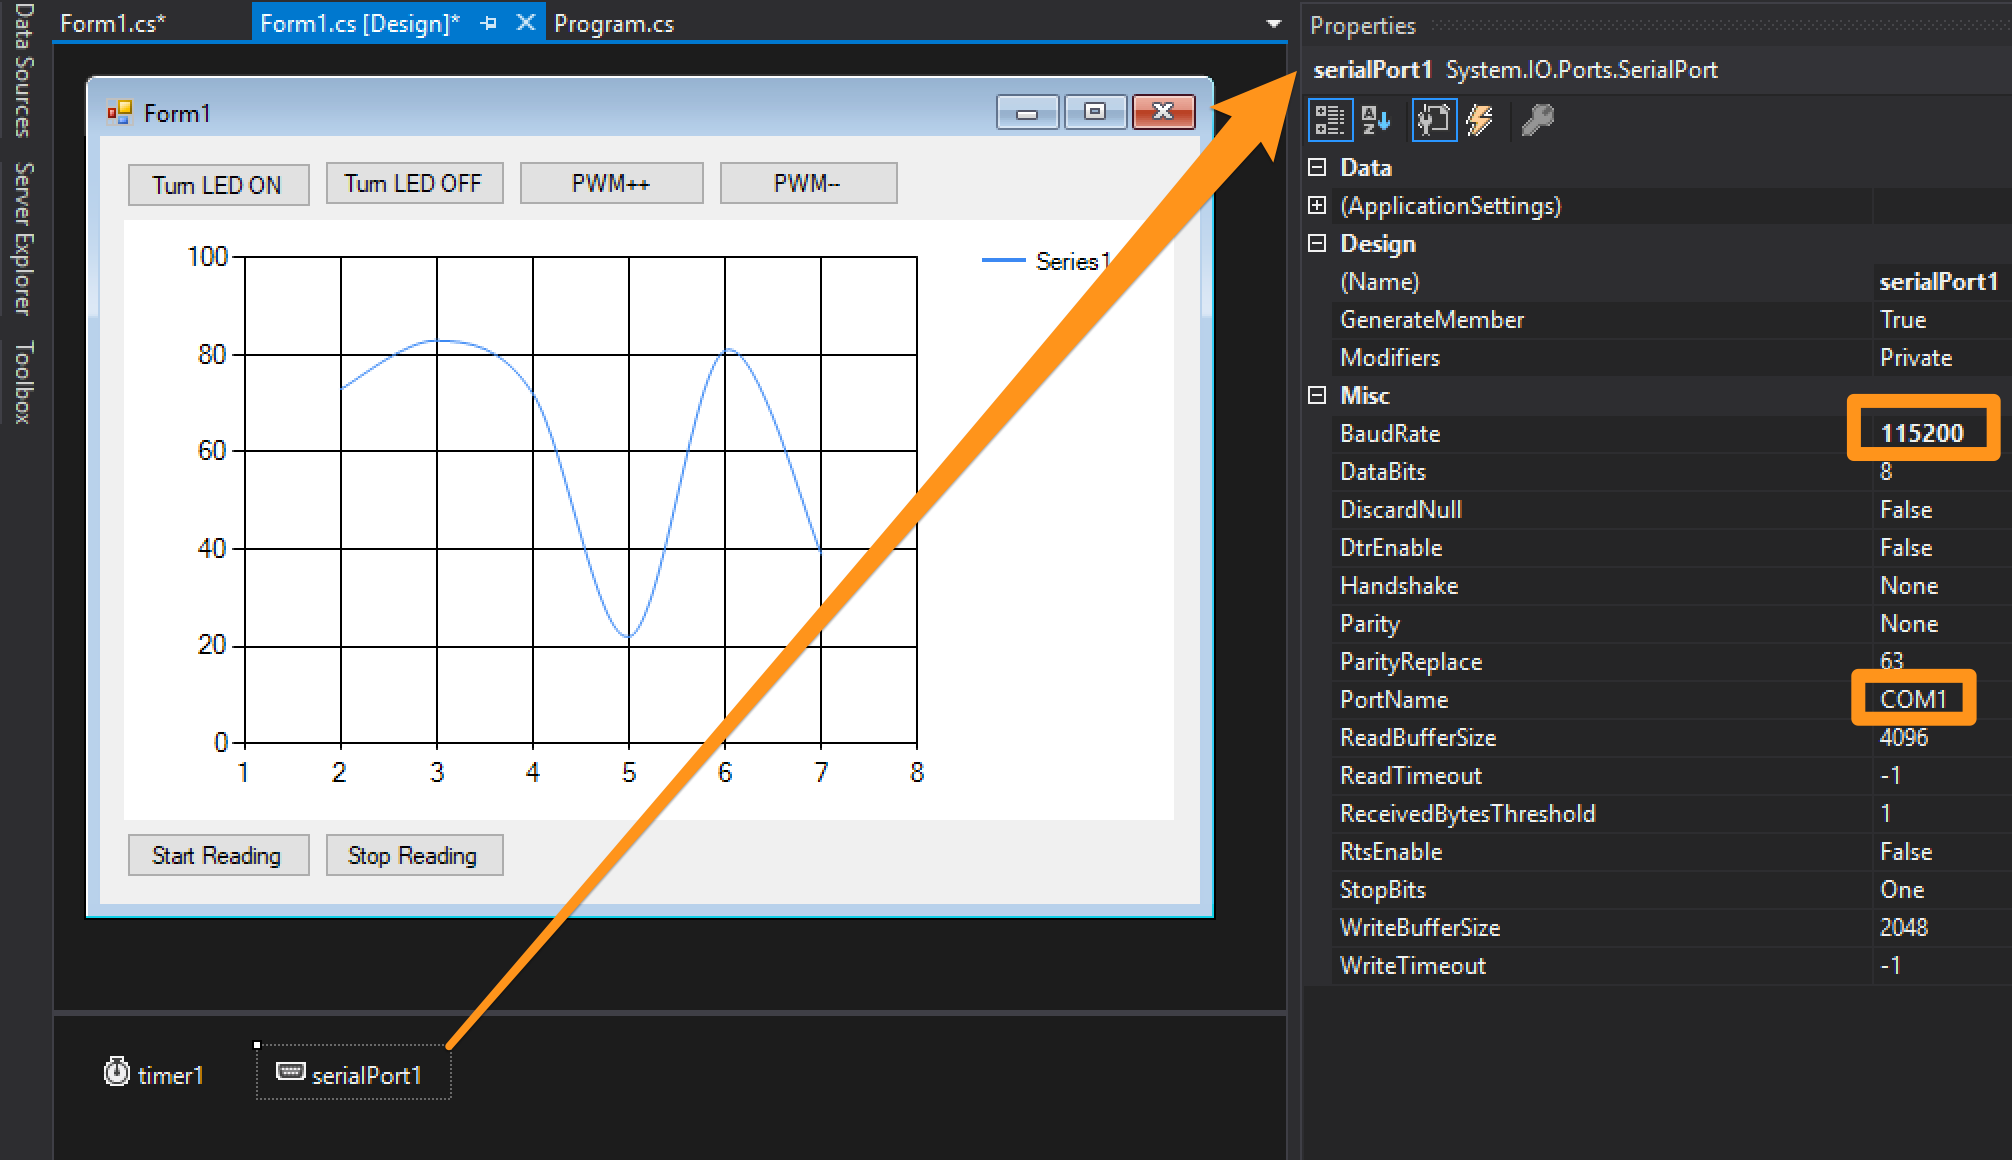 Data Sources
Server Explorer
Toolbox
Form1.cs*
Form1.cs [Design]*
Program.cs
Form1
Turn LED ON
Turn LED OFF
PWM++
PWM--
100
80
60
40
20
0
1 2 3 4 5 6 7 8
Series1
Start Reading
Stop Reading
timer1
serialPort1
Properties
serialPort1 System.IO.Ports.SerialPort
Data
(ApplicationSettings)
Design
(Name) serialPort1
GenerateMember True
Modifiers Private
Misc
BaudRate 115200
DataBits 8
DiscardNull False
DtrEnable False
Handshake None
Parity None
ParityReplace 63
PortName COM1
ReadBufferSize 4096
ReadTimeout -1
ReceivedBytesThreshold 1
RtsEnable False
StopBits One
WriteBufferSize 2048
WriteTimeout -1